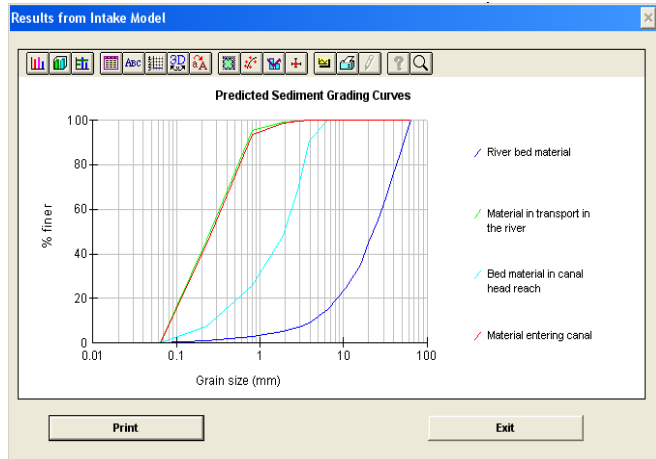 Results from Intake Model
ABC
3D
Predicted Sediment Grading Curves
100
80
60
40
20
0
% finer
0.01
0.1
1
10
100
Grain size (mm)
River bed material
Material in transport in
the river
Bed material in canal
head reach
Material entering canal
Print
Exit